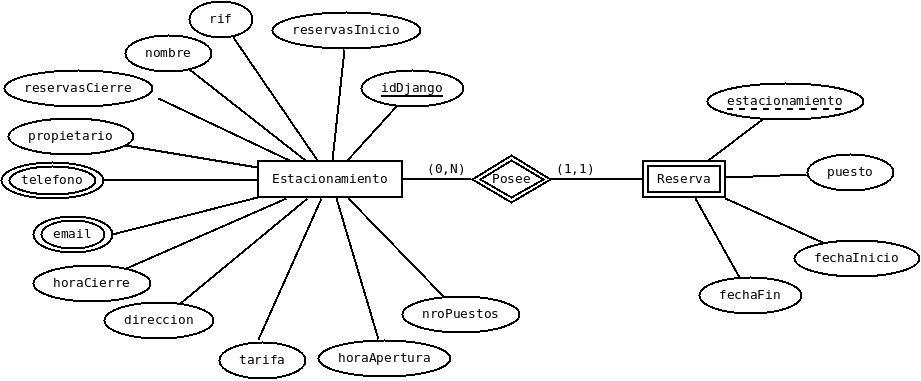 rif
reservasInicio
nombre
reservasCierre
idDjango
estacionamiento
propietario
telefono
Estacionamiento
(0,N)
Posee
(1,1)
Reserva
puesto
email
horaCierre
fechaInicio
direccion
nroPuestos
fechaFin
tarifa
horaApertura